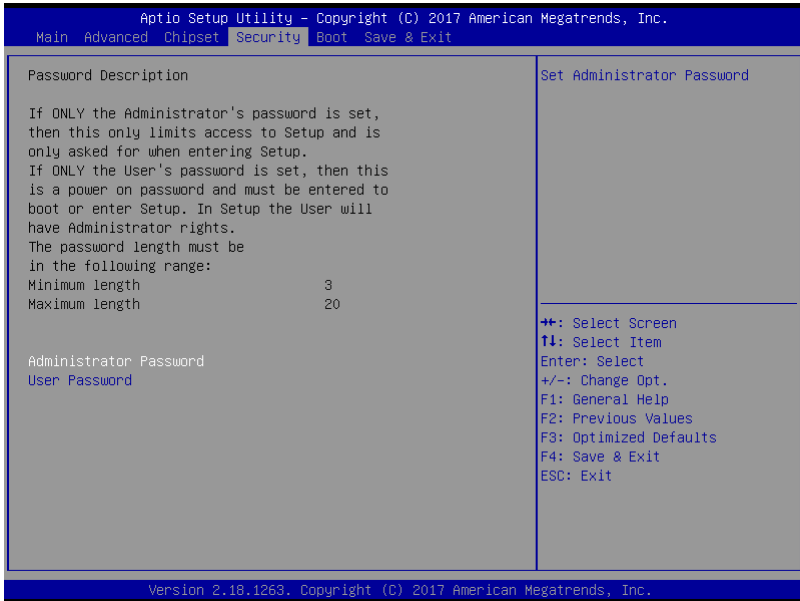 Aptio Setup Utility – Copyright (C) 2017 American Megatrends, Inc.
Main Advanced Chipset Security Boot Save & Exit
Password Description
If ONLY the Administrator's password is set,
then this only limits access to Setup and is
only asked for when entering Setup.
If ONLY the User's password is set, then this
is a power on password and must be entered to
boot or enter Setup. In Setup the User will
have Administrator rights.
The password length must be
in the following range:
Minimum length 3
Maximum length 20
Administrator Password
User Password
Set Administrator Password
→←: Select Screen
↑↓: Select Item
Enter: Select
+/-: Change Opt.
F1: General Help
F2: Previous Values
F3: Optimized Defaults
F4: Save & Exit
ESC: Exit
Version 2.18.1263. Copyright (C) 2017 American Megatrends, Inc.